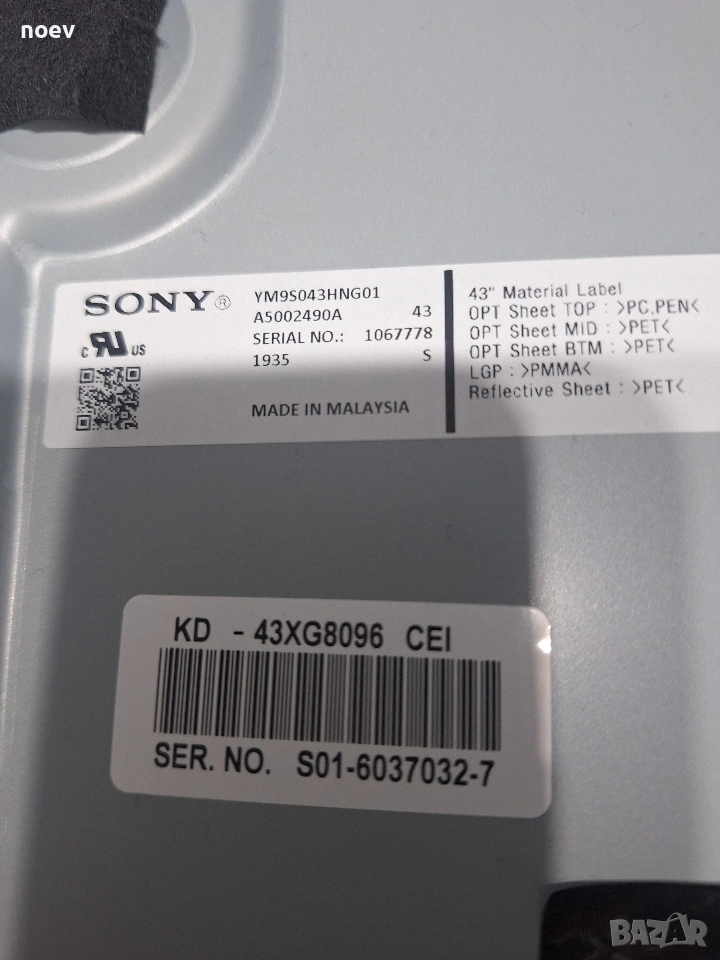 noev
SONY®
YM9S043HNG01
A5002490A 43
SERIAL NO.: 1067778
1935 S
MADE IN MALAYSIA
c RU US
43" Material Label
OPT Sheet TOP : >PC,PEN<
OPT Sheet MID : >PET<
OPT Sheet BTM : >PET<
LGP : >PMMA<
Reflective Sheet : >PET<
KD - 43XG8096 CEI
SER. NO. S01-6037032-7
BAZAR